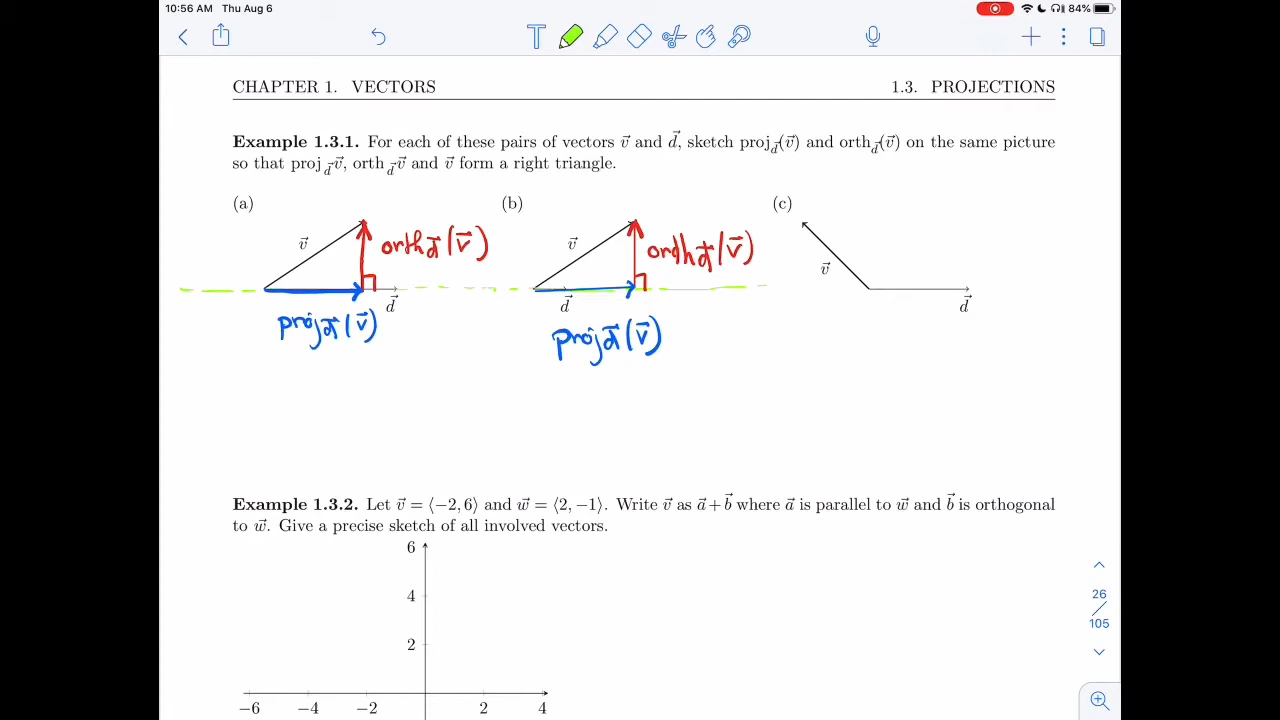 10:56 AM Thu Aug 6
84%
CHAPTER 1. VECTORS 1.3. PROJECTIONS
Example 1.3.1. For each of these pairs of vectors v⃗ and d⃗, sketch proj_d⃗(v⃗) and orth_d⃗(v⃗) on the same picture
so that proj_d⃗ v⃗, orth_d⃗ v⃗ and v⃗ form a right triangle.
(a) (b) (c)
v⃗ orth_d⃗(v⃗) v⃗ orth_d⃗(v⃗) v⃗
d⃗ d⃗ d⃗
proj_d⃗(v⃗) proj_d⃗(v⃗)
Example 1.3.2. Let v⃗ = ⟨−2, 6⟩ and w⃗ = ⟨2, −1⟩. Write v⃗ as a⃗ + b⃗ where a⃗ is parallel to w⃗ and b⃗ is orthogonal
to w⃗. Give a precise sketch of all involved vectors.
6
4
2
−6 −4 −2 2 4
26
105